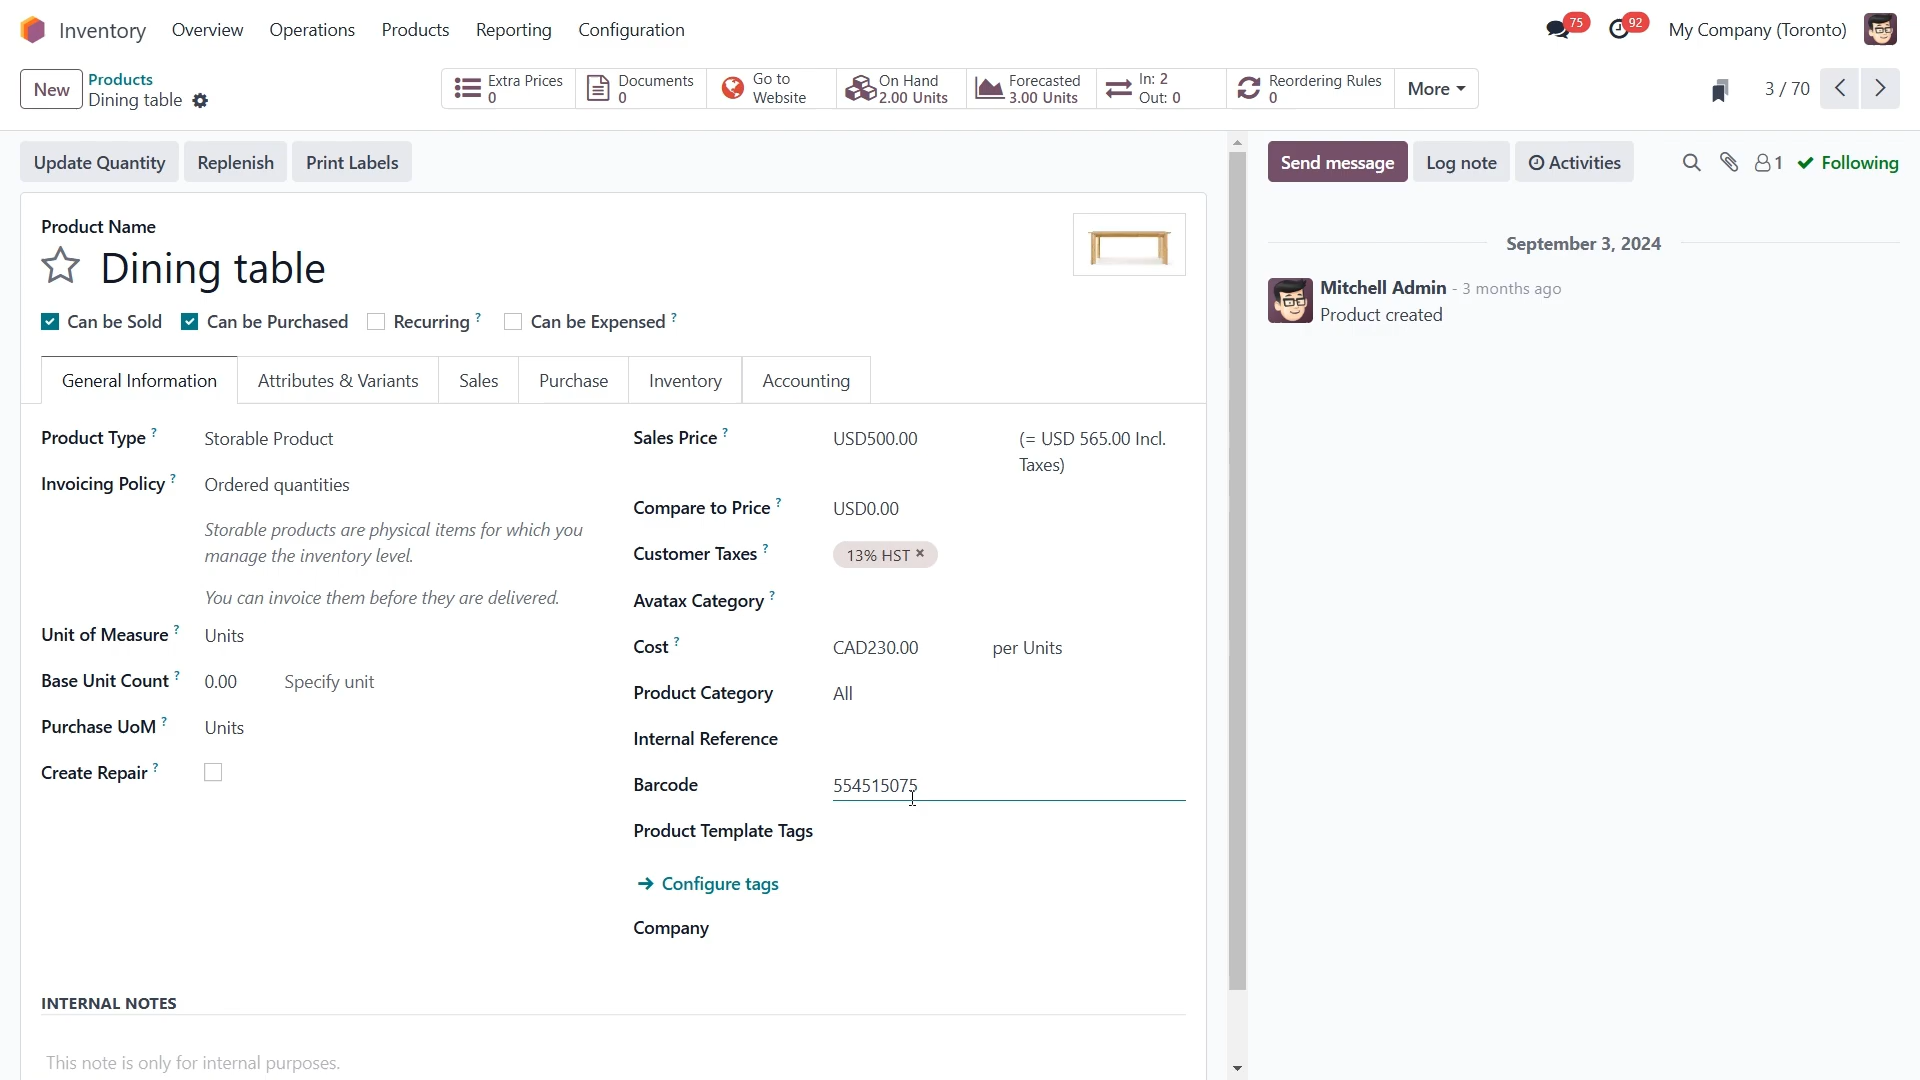 Inventory Overview Operations Products Reporting Configuration 75 92 My Company (Toronto)
New Products Extra Prices Documents Go to On Hand Forecasted In: 2 Reordering Rules More 3 / 70
Dining table 0 0 Website 2.00 Units 3.00 Units Out: 0 0
Update Quantity Replenish Print Labels
Send message Log note Activities 1 Following
Product Name
Dining table
Can be Sold Can be Purchased Recurring ? Can be Expensed ?
General Information Attributes & Variants Sales Purchase Inventory Accounting
Product Type ? Storable Product
Invoicing Policy ? Ordered quantities
Storable products are physical items for which you
manage the inventory level.
You can invoice them before they are delivered.
Unit of Measure ? Units
Base Unit Count ? 0.00 Specify unit
Purchase UoM ? Units
Create Repair ?
Sales Price ? USD500.00 (= USD 565.00 Incl.
Taxes)
Compare to Price ? USD0.00
Customer Taxes ? 13% HST ×
Avatax Category ?
Cost ? CAD230.00 per Units
Product Category All
Internal Reference
Barcode 554515075
Product Template Tags
→ Configure tags
Company
INTERNAL NOTES
This note is only for internal purposes.
September 3, 2024
Mitchell Admin - 3 months ago
Product created